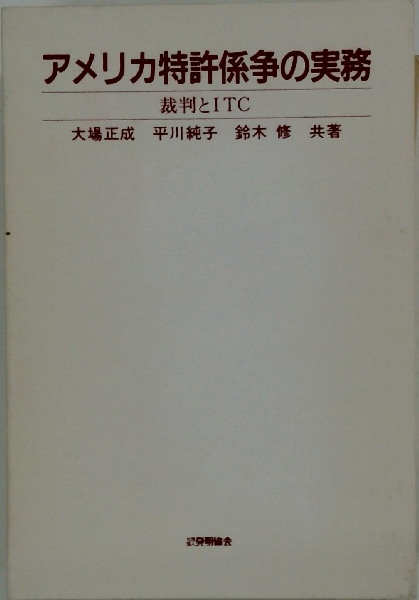 アメリカ特許係争の実務
裁判とITC
大場正成 平川純子 鈴木 修 共著
発明協会